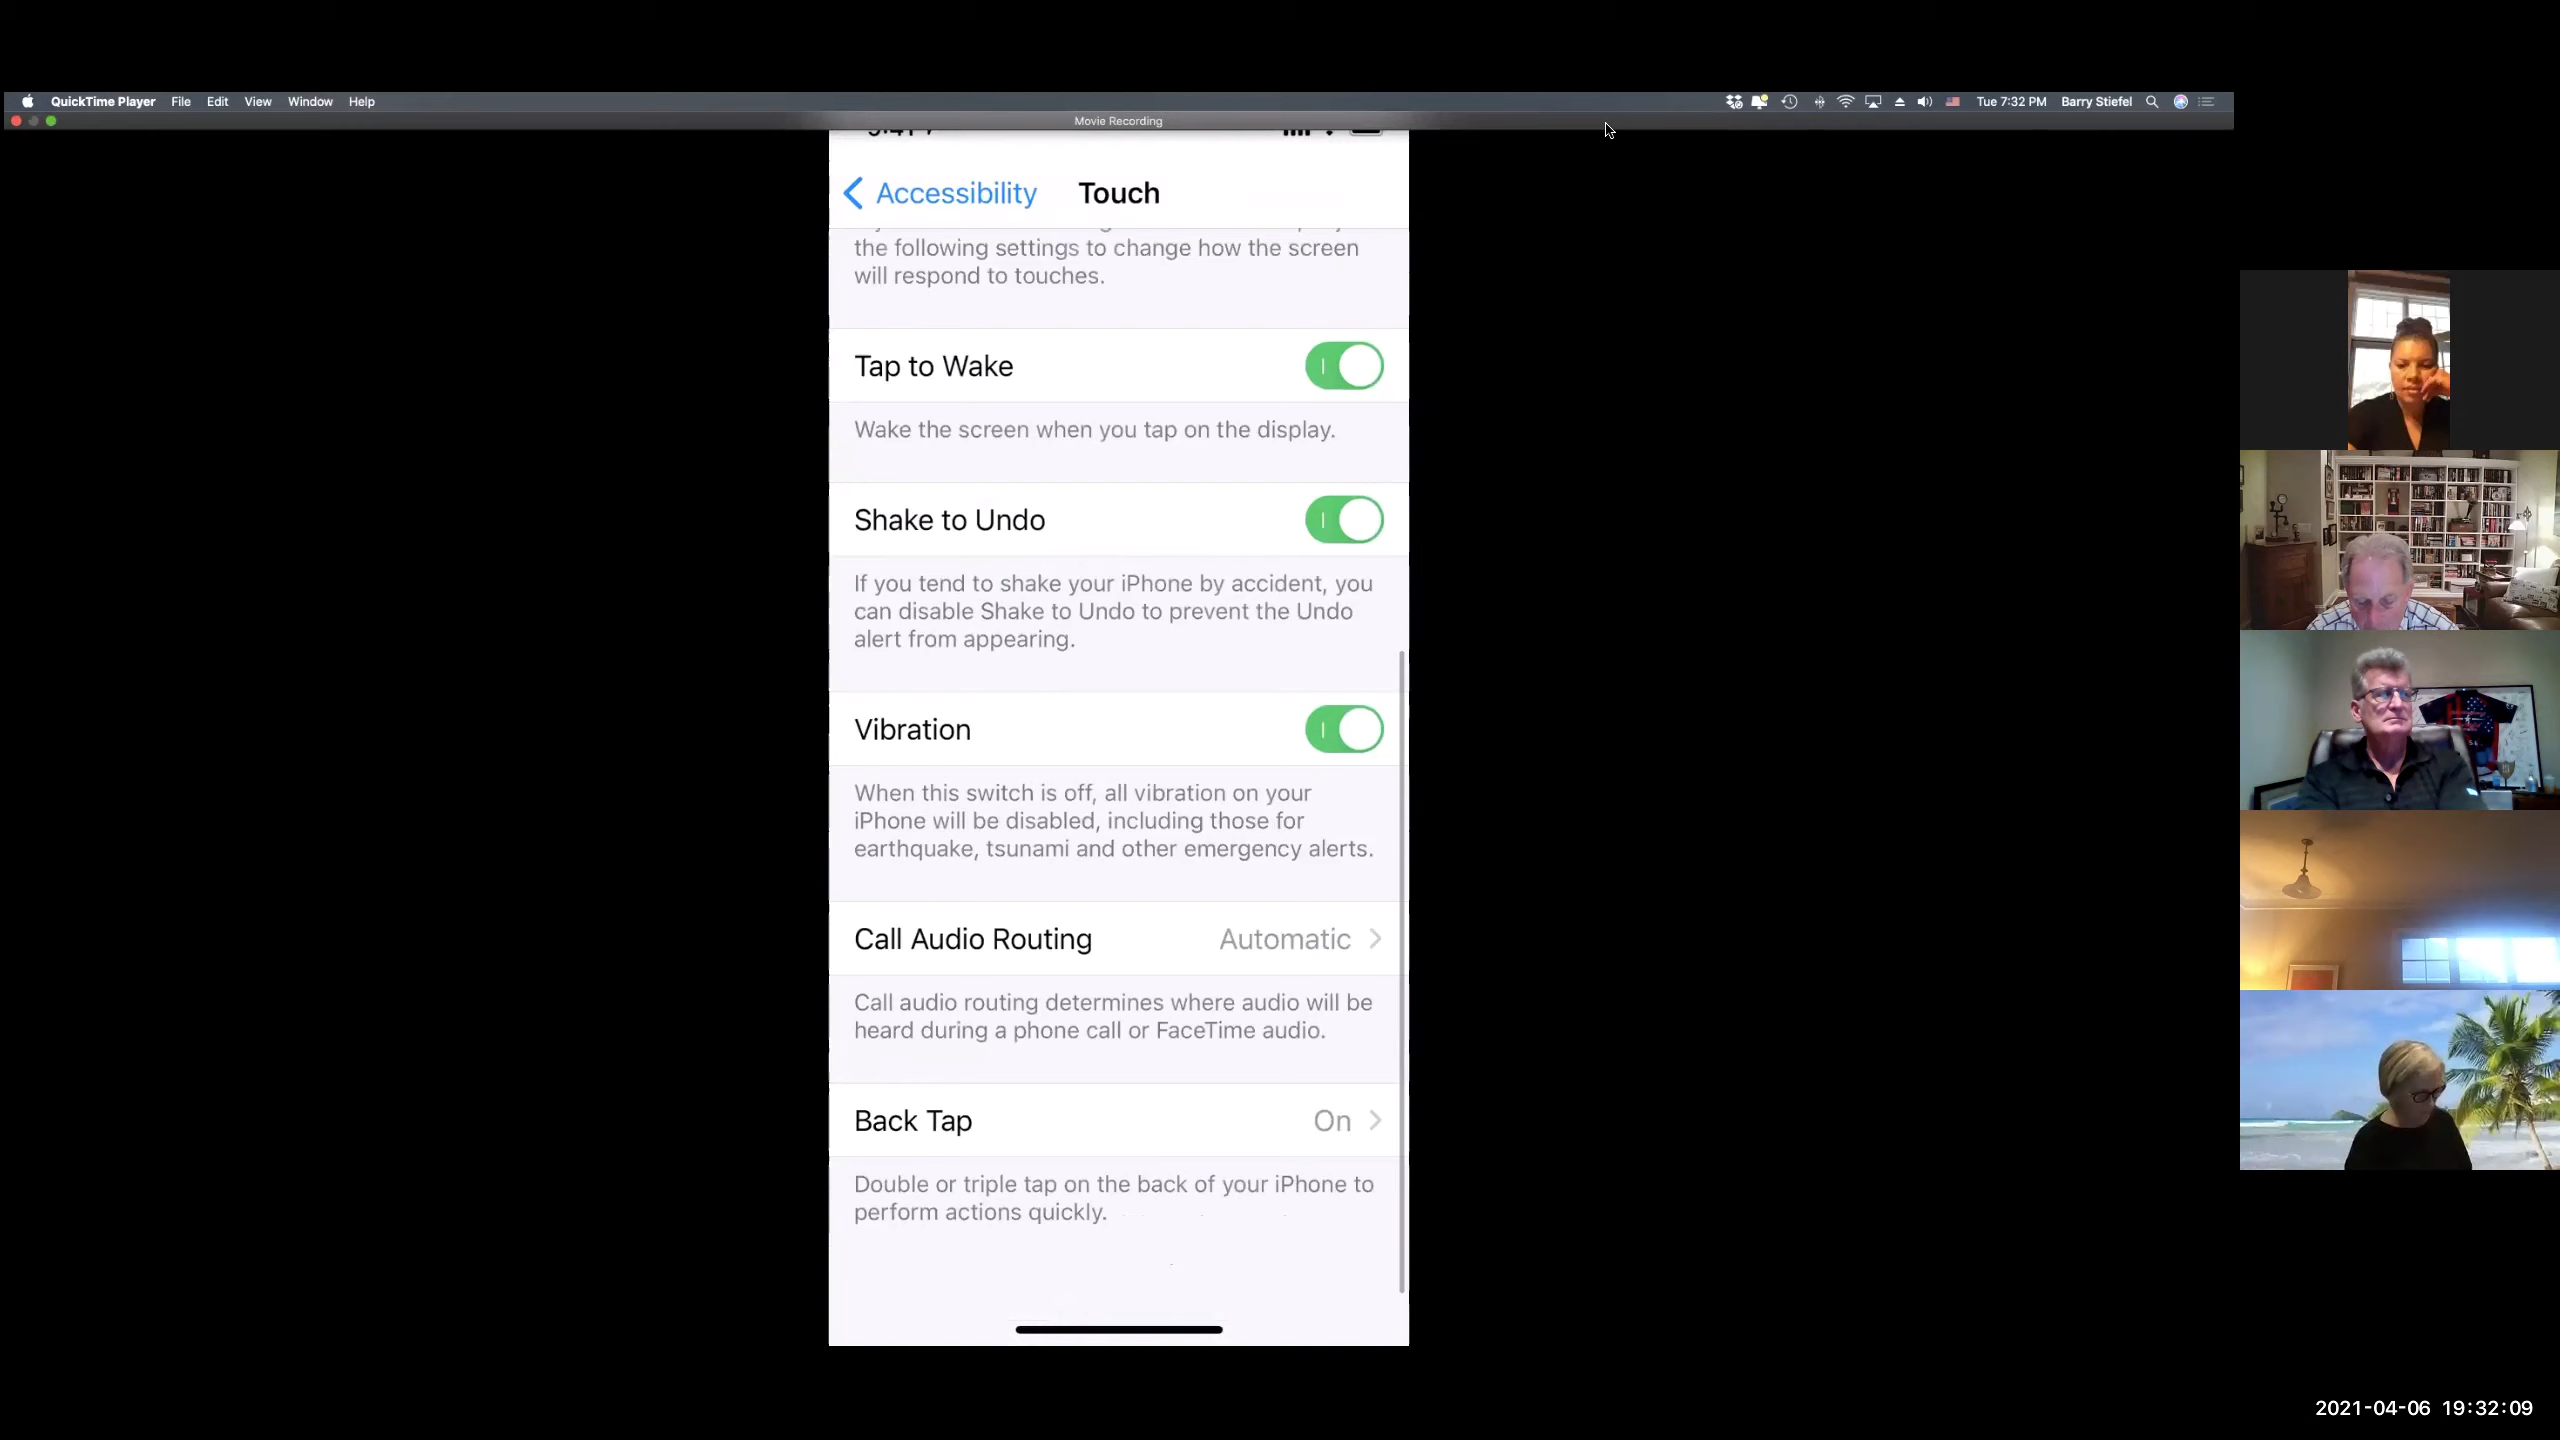 QuickTime Player File Edit View Window Help Tue 7:32 PM Barry Stiefel
Movie Recording
Accessibility Touch
the following settings to change how the screen
will respond to touches.
Tap to Wake
Wake the screen when you tap on the display.
Shake to Undo
If you tend to shake your iPhone by accident, you
can disable Shake to Undo to prevent the Undo
alert from appearing.
Vibration
When this switch is off, all vibration on your
iPhone will be disabled, including those for
earthquake, tsunami and other emergency alerts.
Call Audio Routing Automatic
Call audio routing determines where audio will be
heard during a phone call or FaceTime audio.
Back Tap On
Double or triple tap on the back of your iPhone to
perform actions quickly.
2021-04-06 19:32:09